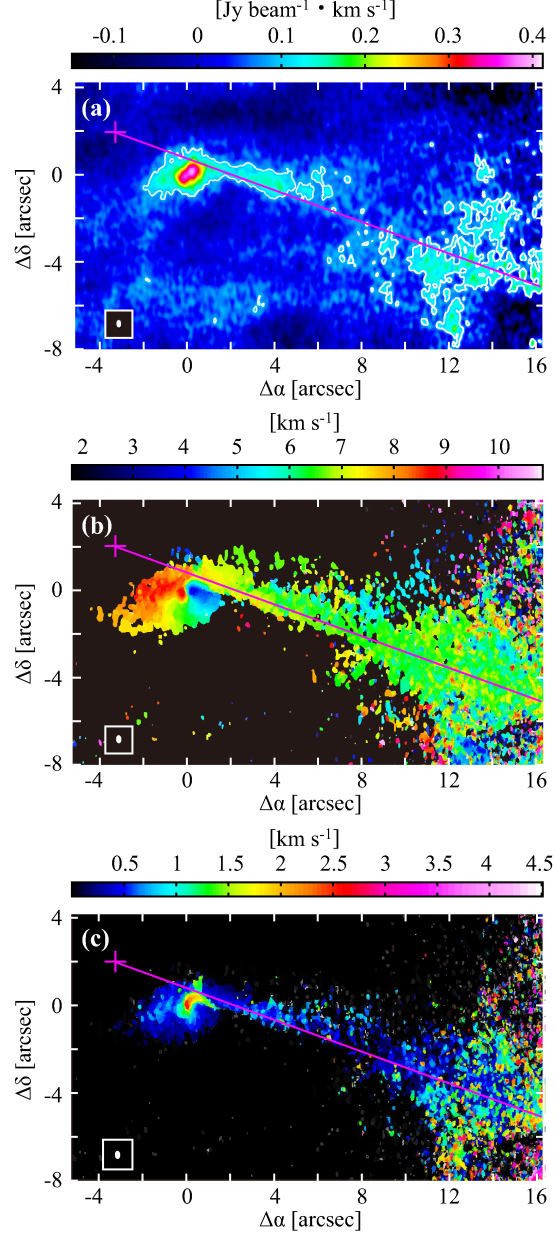 [Jy beam⁻¹ • km s⁻¹]
-0.1 0 0.1 0.2 0.3 0.4
(a)
4
0
-4
-8
Δδ [arcsec]
-4 0 4 8 12 16
Δα [arcsec]
[km s⁻¹]
2 3 4 5 6 7 8 9 10
(b)
4
0
-4
-8
Δδ [arcsec]
-4 0 4 8 12 16
Δα [arcsec]
[km s⁻¹]
0.5 1 1.5 2 2.5 3 3.5 4 4.5
(c)
4
0
-4
-8
Δδ [arcsec]
-4 0 4 8 12 16
Δα [arcsec]